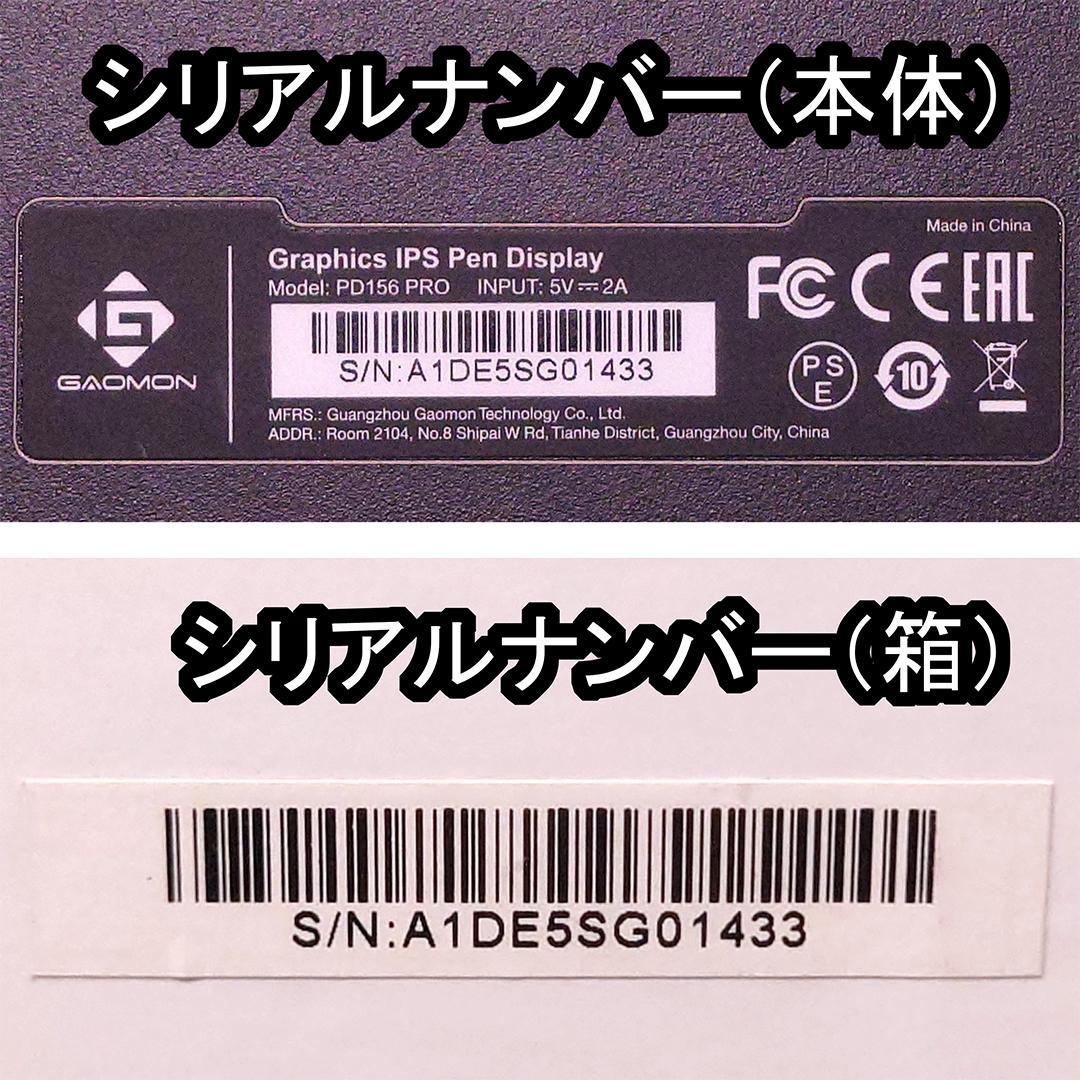 シリアルナンバー（本体）
Made in China
Graphics IPS Pen Display
Model: PD156 PRO INPUT: 5V⎓2A
S/N:A1DE5SG01433
GAOMON
FC CE EAC
PS
E
10
MFRS.: Guangzhou Gaomon Technology Co., Ltd.
ADDR.: Room 2104, No.8 Shipai W Rd, Tianhe District, Guangzhou City, China
シリアルナンバー（箱）
S/N:A1DE5SG01433